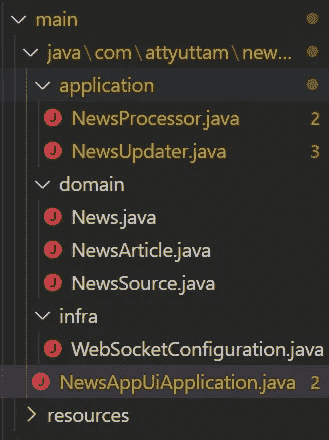 main
java\com\attyuttam\new...
application
NewsProcessor.java 2
NewsUpdater.java 3
domain
News.java
NewsArticle.java
NewsSource.java
infra
WebSocketConfiguration.java
NewsAppUiApplication.java 2
resources